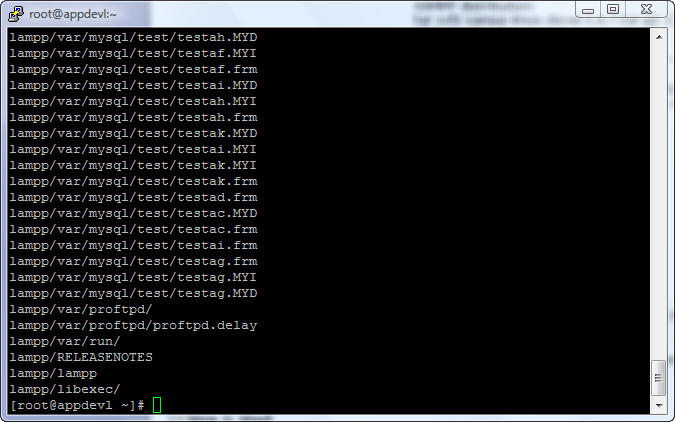 root@appdevl:~
lampp/var/mysql/test/testah.MYD
lampp/var/mysql/test/testaf.MYI
lampp/var/mysql/test/testaf.frm
lampp/var/mysql/test/testai.MYD
lampp/var/mysql/test/testah.MYI
lampp/var/mysql/test/testah.frm
lampp/var/mysql/test/testak.MYD
lampp/var/mysql/test/testai.MYI
lampp/var/mysql/test/testak.MYI
lampp/var/mysql/test/testak.frm
lampp/var/mysql/test/testad.frm
lampp/var/mysql/test/testac.MYD
lampp/var/mysql/test/testac.frm
lampp/var/mysql/test/testai.frm
lampp/var/mysql/test/testag.frm
lampp/var/mysql/test/testag.MYI
lampp/var/mysql/test/testag.MYD
lampp/var/proftpd/
lampp/var/proftpd/proftpd.delay
lampp/var/run/
lampp/RELEASENOTES
lampp/lampp
lampp/libexec/
[root@appdevl ~]#